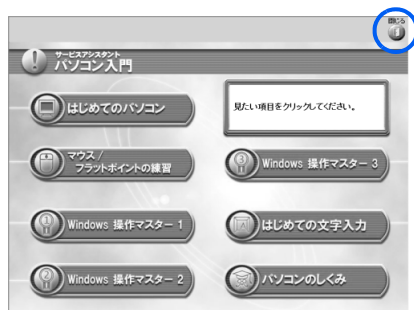 閉じる
サービスアシスタント
パソコン入門
はじめてのパソコン
見たい項目をクリックしてください。
マウス /
フラットポイントの練習
Windows 操作マスター 3
Windows 操作マスター 1
はじめての文字入力
Windows 操作マスター 2
パソコンのしくみ